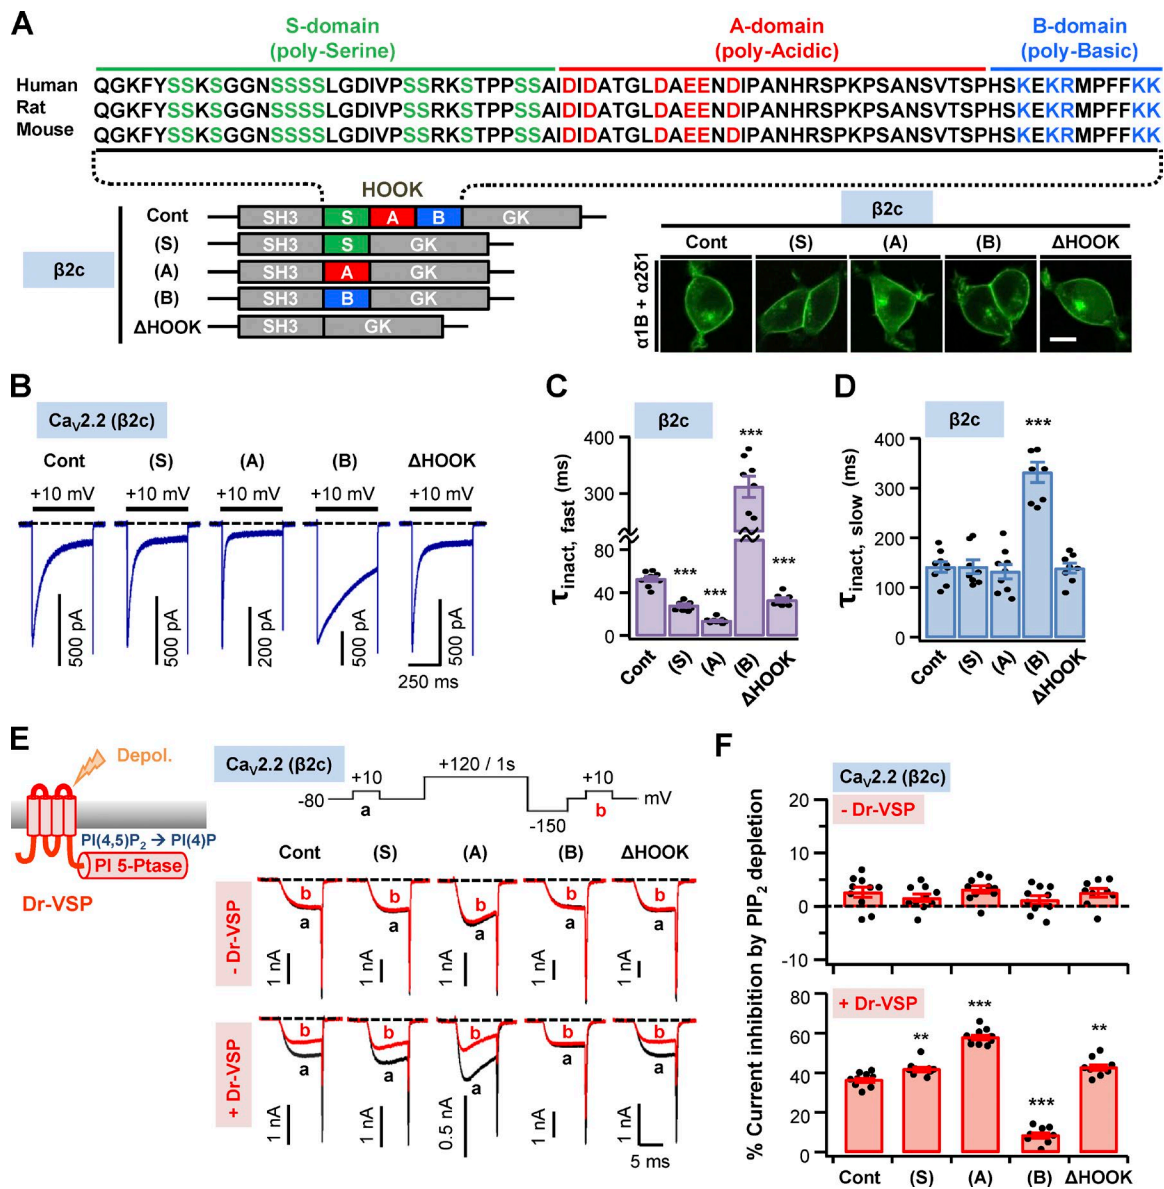 A
S-domain
(poly-Serine)
A-domain
(poly-Acidic)
B-domain
(poly-Basic)
Human QGKFYSSKSGGNSSSSLGDIVPSSRKSTPPSSAIDIDATGLDAEENDIPANHRSPKPSANSVTSPHSKEKRMPFFKK
Rat QGKFYSSKSGGNSSSSLGDIVPSSRKSTPPSSAIDIDATGLDAEENDIPANHRSPKPSANSVTSPHSKEKRMPFFKK
Mouse QGKFYSSKSGGNSSSSLGDIVPSSRKSTPPSSAIDIDATGLDAEENDIPANHRSPKPSANSVTSPHSKEKRMPFFKK
HOOK
β2c
Cont SH3 S A B GK
(S) SH3 S GK
(A) SH3 A GK
(B) SH3 B GK
ΔHOOK SH3 GK
β2c
Cont (S) (A) (B) ΔHOOK
α1B + α2δ1
B
CaV2.2 (β2c)
Cont (S) (A) (B) ΔHOOK
+10 mV +10 mV +10 mV +10 mV +10 mV
500 pA 500 pA 200 pA 500 pA 500 pA
250 ms
C
β2c
τinact, fast (ms)
400
300
80
40
0
*** *** *** ***
Cont (S) (A) (B) ΔHOOK
D
β2c
τinact, slow (ms)
400
300
200
100
0
***
Cont (S) (A) (B) ΔHOOK
E
Depol.
PI(4,5)P2 → PI(4)P
PI 5-Ptase
Dr-VSP
CaV2.2 (β2c)
+10 +120 / 1s +10
-80 a -150 b mV
Cont (S) (A) (B) ΔHOOK
- Dr-VSP
b b b b b
a a a a a
1 nA 1 nA 1 nA 1 nA 1 nA
+ Dr-VSP
b b b b b
a a a a a
1 nA 1 nA 0.5 nA 1 nA 1 nA
5 ms
F
CaV2.2 (β2c)
% Current inhibition by PIP2 depletion
- Dr-VSP
20
10
0
-10
+ Dr-VSP
80
60
40
20
0
** *** *** **
Cont (S) (A) (B) ΔHOOK